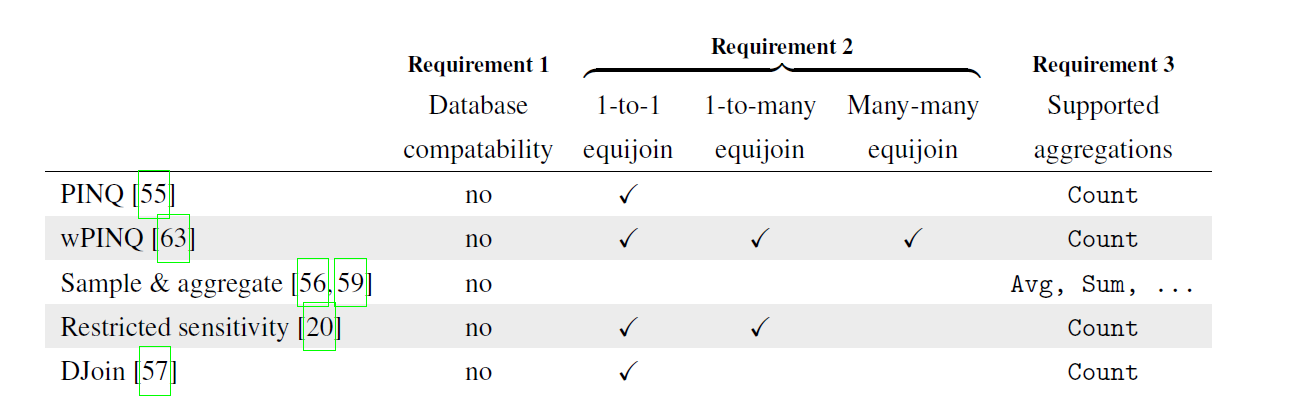 Requirement 2
Requirement 1 Requirement 3
Database 1-to-1 1-to-many Many-many Supported
compatability equijoin equijoin equijoin aggregations
PINQ [55] no ✓ Count
wPINQ [63] no ✓ ✓ ✓ Count
Sample & aggregate [56, 59] no Avg, Sum, ...
Restricted sensitivity [20] no ✓ ✓ Count
DJoin [57] no ✓ Count